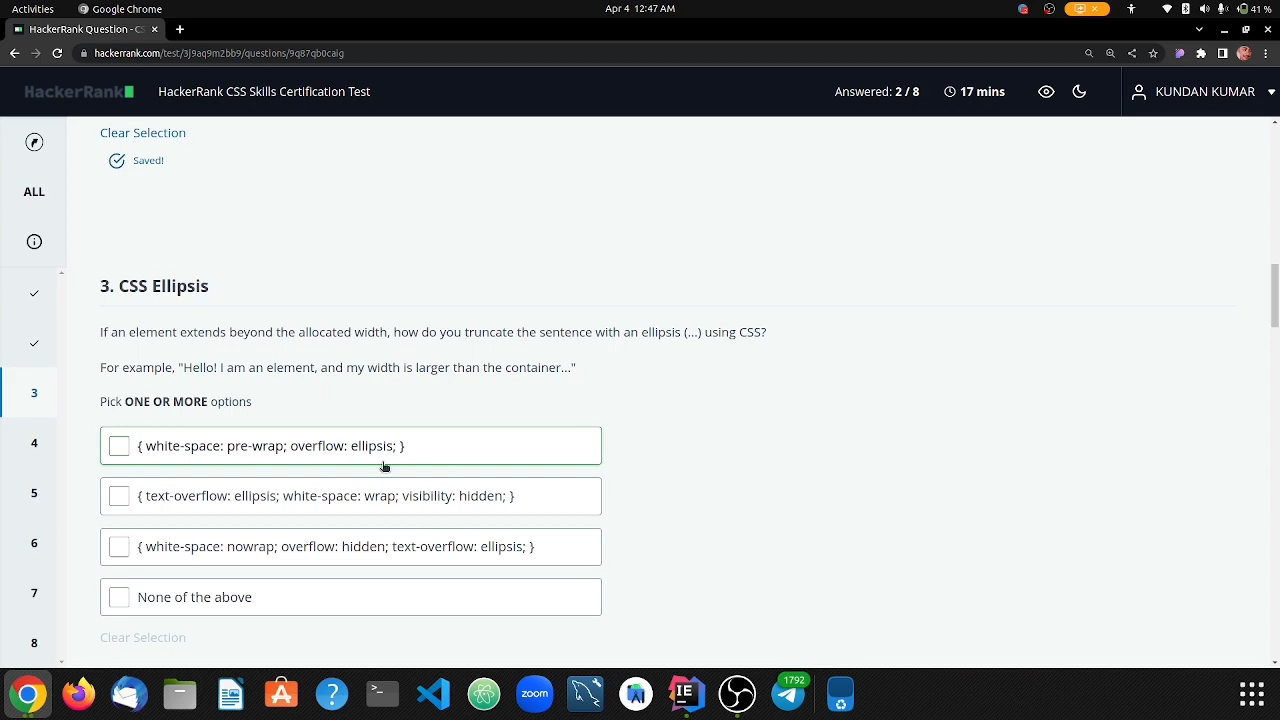 Activities
Google Chrome
Apr 4 12:47 AM
41 %
HackerRank Question - CS
hackerrank.com/test/3j9aq9m2bb9/questions/9q87qb0caig
HackerRank
HackerRank CSS Skills Certification Test
Answered: 2 / 8
17 mins
KUNDAN KUMAR
Clear Selection
Saved!
ALL
3. CSS Ellipsis
If an element extends beyond the allocated width, how do you truncate the sentence with an ellipsis (...) using CSS?
For example, "Hello! I am an element, and my width is larger than the container..."
Pick ONE OR MORE options
{ white-space: pre-wrap; overflow: ellipsis; }
{ text-overflow: ellipsis; white-space: wrap; visibility: hidden; }
{ white-space: nowrap; overflow: hidden; text-overflow: ellipsis; }
None of the above
Clear Selection
3
4
5
6
7
8
zoom
IE
1792